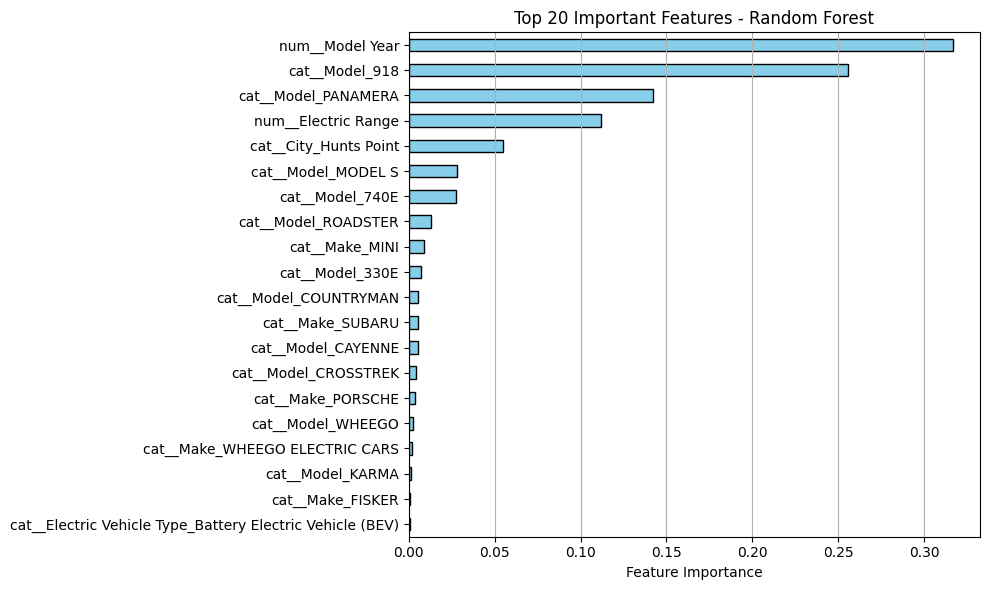 Top 20 Important Features - Random Forest
num__Model Year
cat__Model_918
cat__Model_PANAMERA
num__Electric Range
cat__City_Hunts Point
cat__Model_MODEL S
cat__Model_740E
cat__Model_ROADSTER
cat__Make_MINI
cat__Model_330E
cat__Model_COUNTRYMAN
cat__Make_SUBARU
cat__Model_CAYENNE
cat__Model_CROSSTREK
cat__Make_PORSCHE
cat__Model_WHEEGO
cat__Make_WHEEGO ELECTRIC CARS
cat__Model_KARMA
cat__Make_FISKER
cat__Electric Vehicle Type_Battery Electric Vehicle (BEV)
0.00 0.05 0.10 0.15 0.20 0.25 0.30
Feature Importance